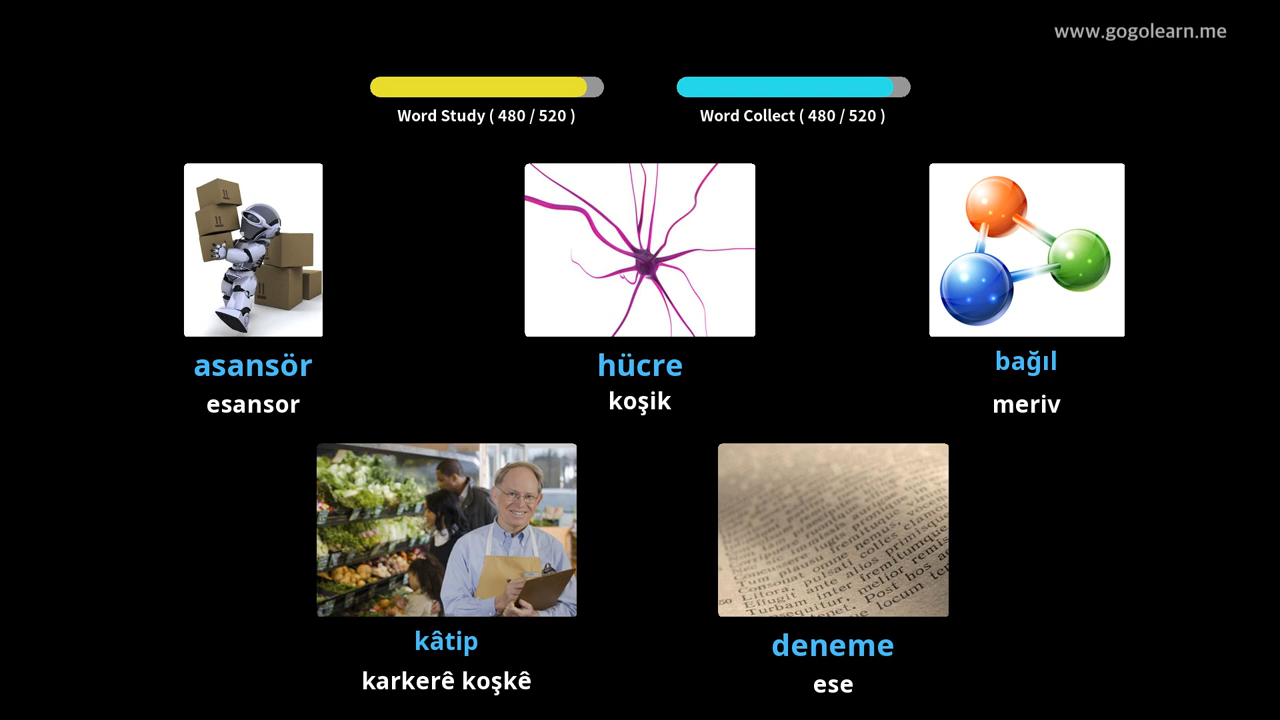 www.gogolearn.me
Word Study ( 480 / 520 )
Word Collect ( 480 / 520 )
asansör
esansor
hücre
koşik
bağıl
meriv
kâtip
karkerê koşkê
deneme
ese